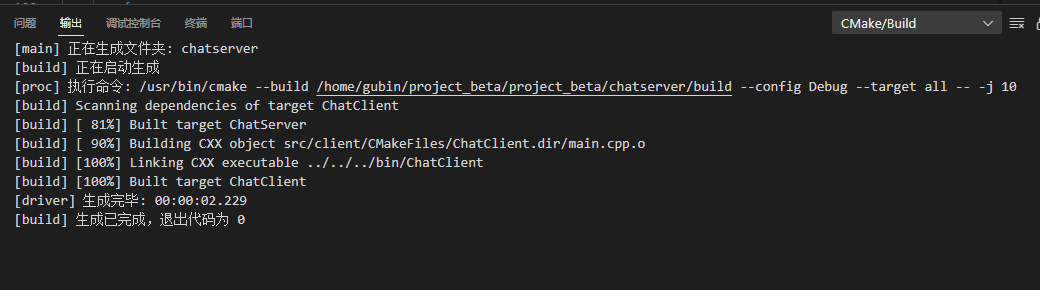 问题 输出 调试控制台 终端 端口 CMake/Build
[main] 正在生成文件夹: chatserver
[build] 正在启动生成
[proc] 执行命令: /usr/bin/cmake --build /home/gubin/project_beta/project_beta/chatserver/build --config Debug --target all -- -j 10
[build] Scanning dependencies of target ChatClient
[build] [ 81%] Built target ChatServer
[build] [ 90%] Building CXX object src/client/CMakeFiles/ChatClient.dir/main.cpp.o
[build] [100%] Linking CXX executable ../../../bin/ChatClient
[build] [100%] Built target ChatClient
[driver] 生成完毕: 00:00:02.229
[build] 生成已完成，退出代码为 0